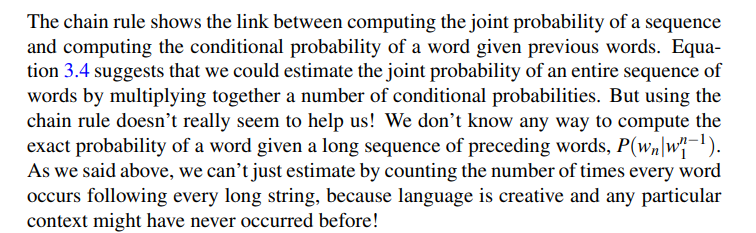 The chain rule shows the link between computing the joint probability of a sequence
and computing the conditional probability of a word given previous words. Equa-
tion 3.4 suggests that we could estimate the joint probability of an entire sequence of
words by multiplying together a number of conditional probabilities. But using the
chain rule doesn't really seem to help us! We don't know any way to compute the
exact probability of a word given a long sequence of preceding words, P(wₙ|w₁ⁿ⁻¹).
As we said above, we can't just estimate by counting the number of times every word
occurs following every long string, because language is creative and any particular
context might have never occurred before!